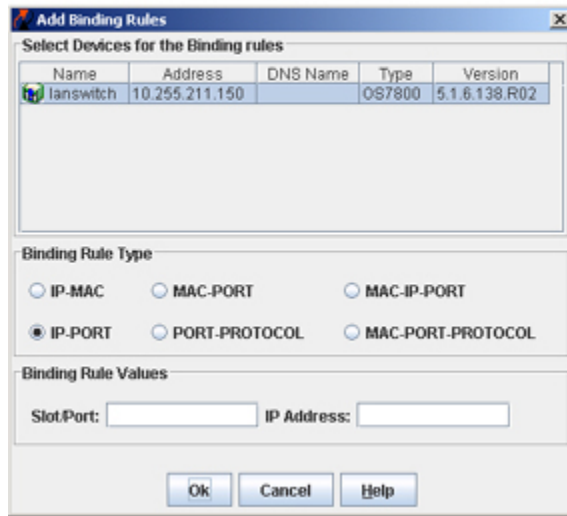 Add Binding Rules
Select Devices for the Binding rules
Name Address DNS Name Type Version
lanswitch 10.255.211.150 OS7800 5.1.6.138.R02
Binding Rule Type
IP-MAC MAC-PORT MAC-IP-PORT
IP-PORT PORT-PROTOCOL MAC-PORT-PROTOCOL
Binding Rule Values
Slot/Port: IP Address:
Ok Cancel Help